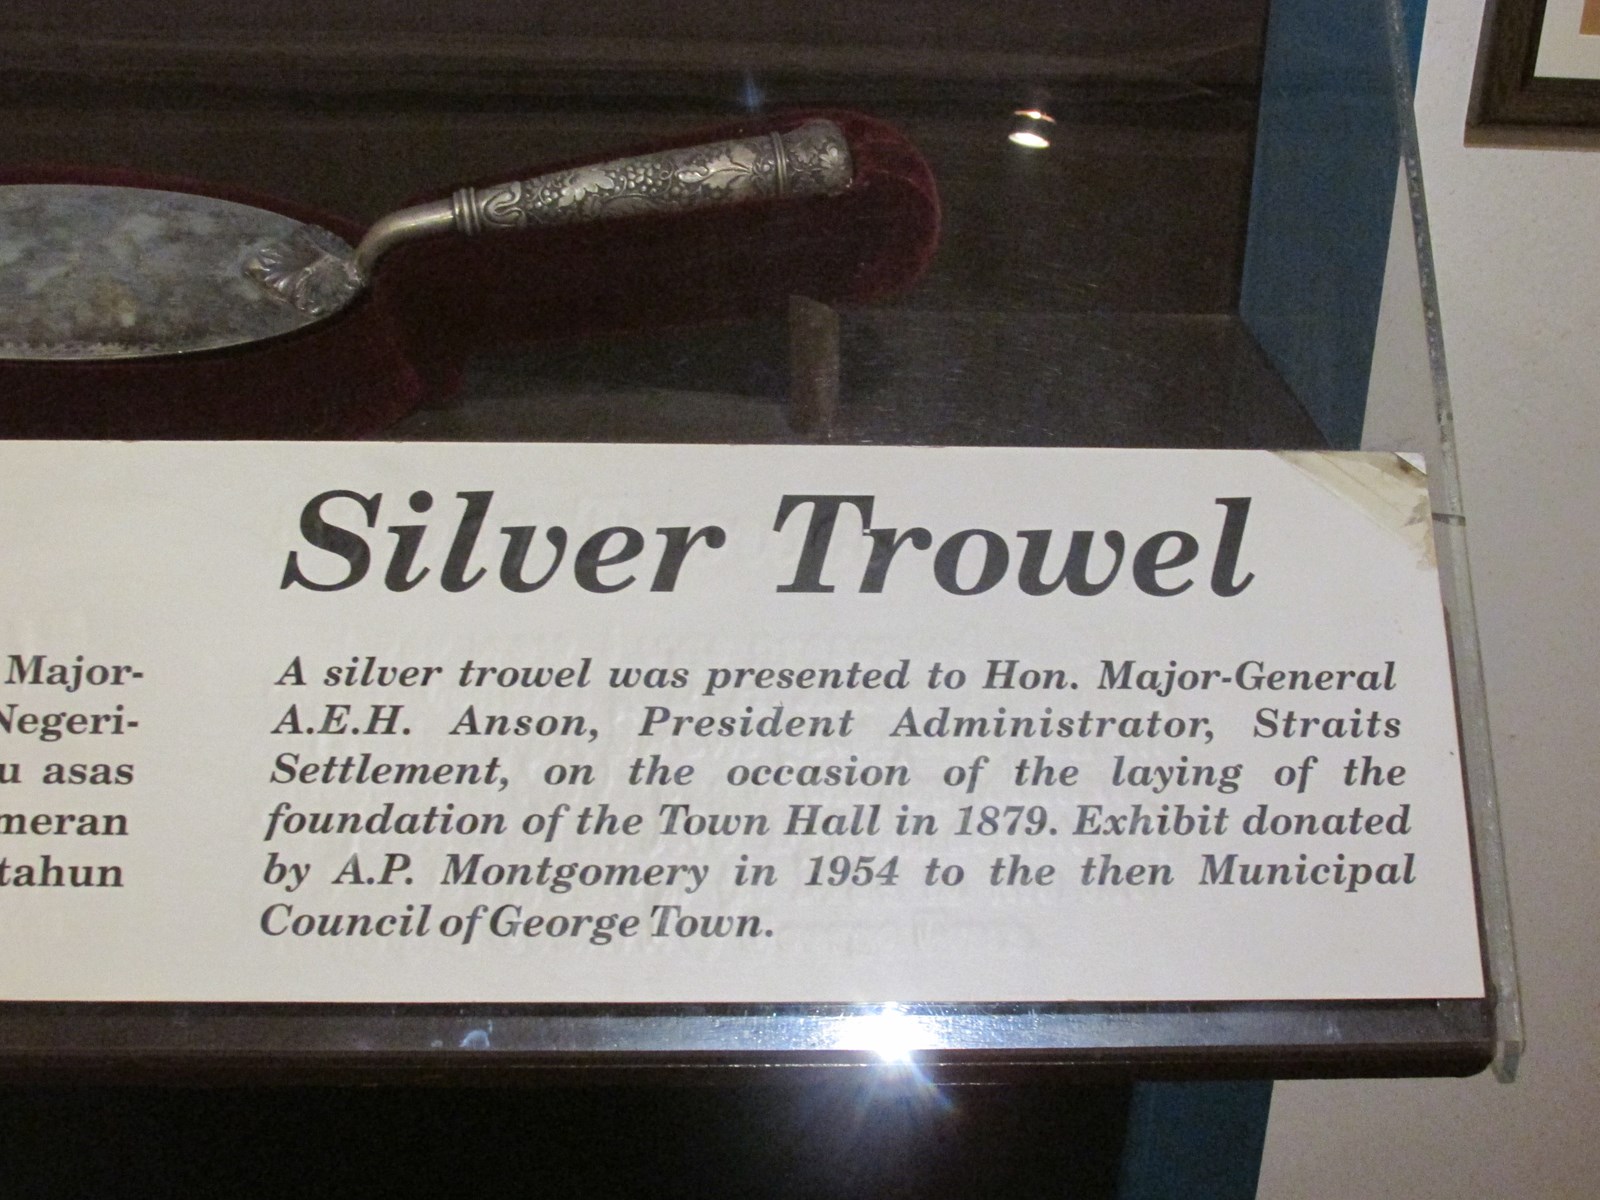 Silver Trowel
Major-
Negeri-
u asas
meran
tahun
A silver trowel was presented to Hon. Major-General
A.E.H. Anson, President Administrator, Straits
Settlement, on the occasion of the laying of the
foundation of the Town Hall in 1879. Exhibit donated
by A.P. Montgomery in 1954 to the then Municipal
Council of George Town.